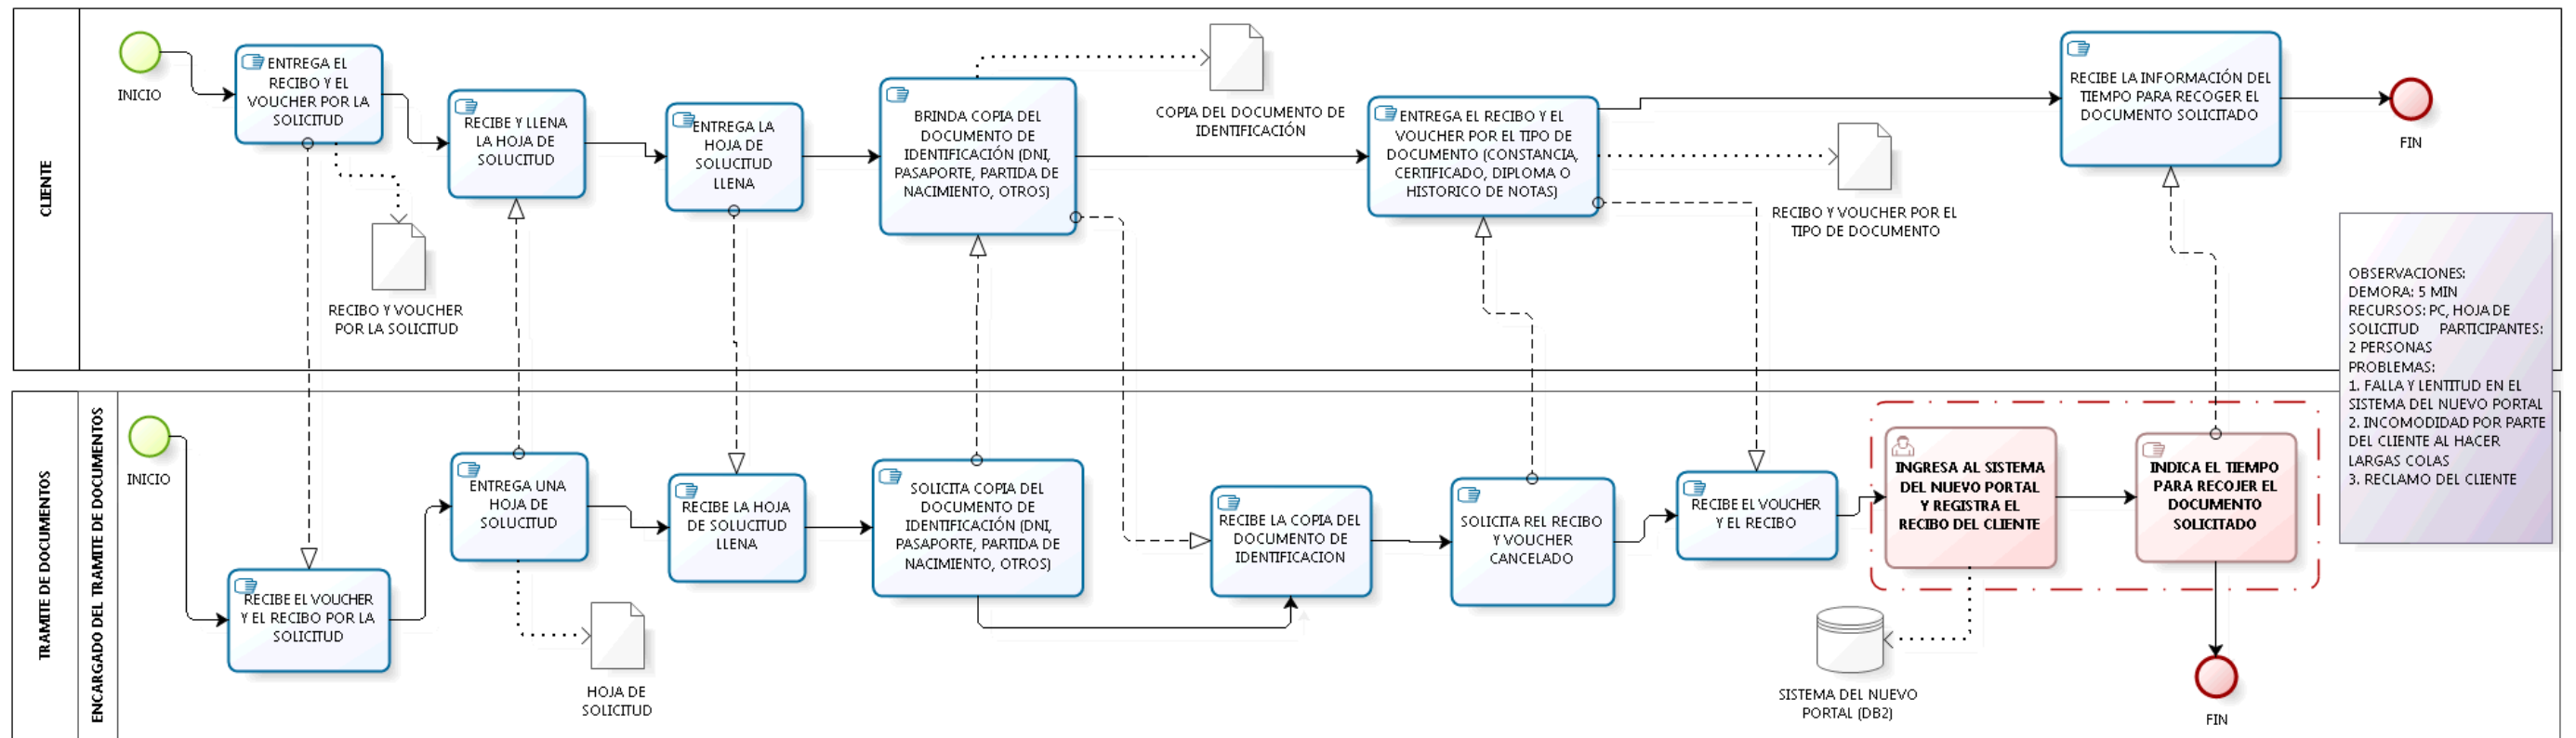 CLIENTE
INICIO
ENTREGA EL
RECIBO Y EL
VOUCHER POR LA
SOLICITUD
RECIBO Y VOUCHER
POR LA SOLICITUD
RECIBE Y LLENA
LA HOJA DE
SOLUCITUD
ENTREGA LA
HOJA DE
SOLUCITUD
LLENA
BRINDA COPIA DEL
DOCUMENTO DE
IDENTIFICACIÓN (DNI,
PASAPORTE, PARTIDA DE
NACIMIENTO, OTROS)
COPIA DEL DOCUMENTO DE
IDENTIFICACIÓN
ENTREGA EL RECIBO Y EL
VOUCHER POR EL TIPO DE
DOCUMENTO (CONSTANCIA,
CERTIFICADO, DIPLOMA O
HISTORICO DE NOTAS)
RECIBO Y VOUCHER POR EL
TIPO DE DOCUMENTO
RECIBE LA INFORMACIÓN DEL
TIEMPO PARA RECOGER EL
DOCUMENTO SOLICITADO
FIN
OBSERVACIONES:
DEMORA: 5 MIN
RECURSOS: PC, HOJA DE
SOLICITUD PARTICIPANTES:
2 PERSONAS
PROBLEMAS:
1. FALLA Y LENTITUD EN EL
SISTEMA DEL NUEVO PORTAL
2. INCOMODIDAD POR PARTE
DEL CLIENTE AL HACER
LARGAS COLAS
3. RECLAMO DEL CLIENTE
TRAMITE DE DOCUMENTOS
ENCARGADO DEL TRAMITE DE DOCUMENTOS
INICIO
RECIBE EL VOUCHER
Y EL RECIBO POR LA
SOLICITUD
ENTREGA UNA
HOJA DE
SOLICITUD
HOJA DE
SOLICITUD
RECIBE LA HOJA
DE SOLUCITUD
LLENA
SOLICITA COPIA DEL
DOCUMENTO DE
IDENTIFICACIÓN (DNI,
PASAPORTE, PARTIDA DE
NACIMIENTO, OTROS)
RECIBE LA COPIA DEL
DOCUMENTO DE
IDENTIFICACION
SOLICITA REL RECIBO
Y VOUCHER
CANCELADO
RECIBE EL VOUCHER
Y EL RECIBO
INGRESA AL SISTEMA
DEL NUEVO PORTAL
Y REGISTRA EL
RECIBO DEL CLIENTE
SISTEMA DEL NUEVO
PORTAL (DB2)
INDICA EL TIEMPO
PARA RECOJER EL
DOCUMENTO
SOLICITADO
FIN